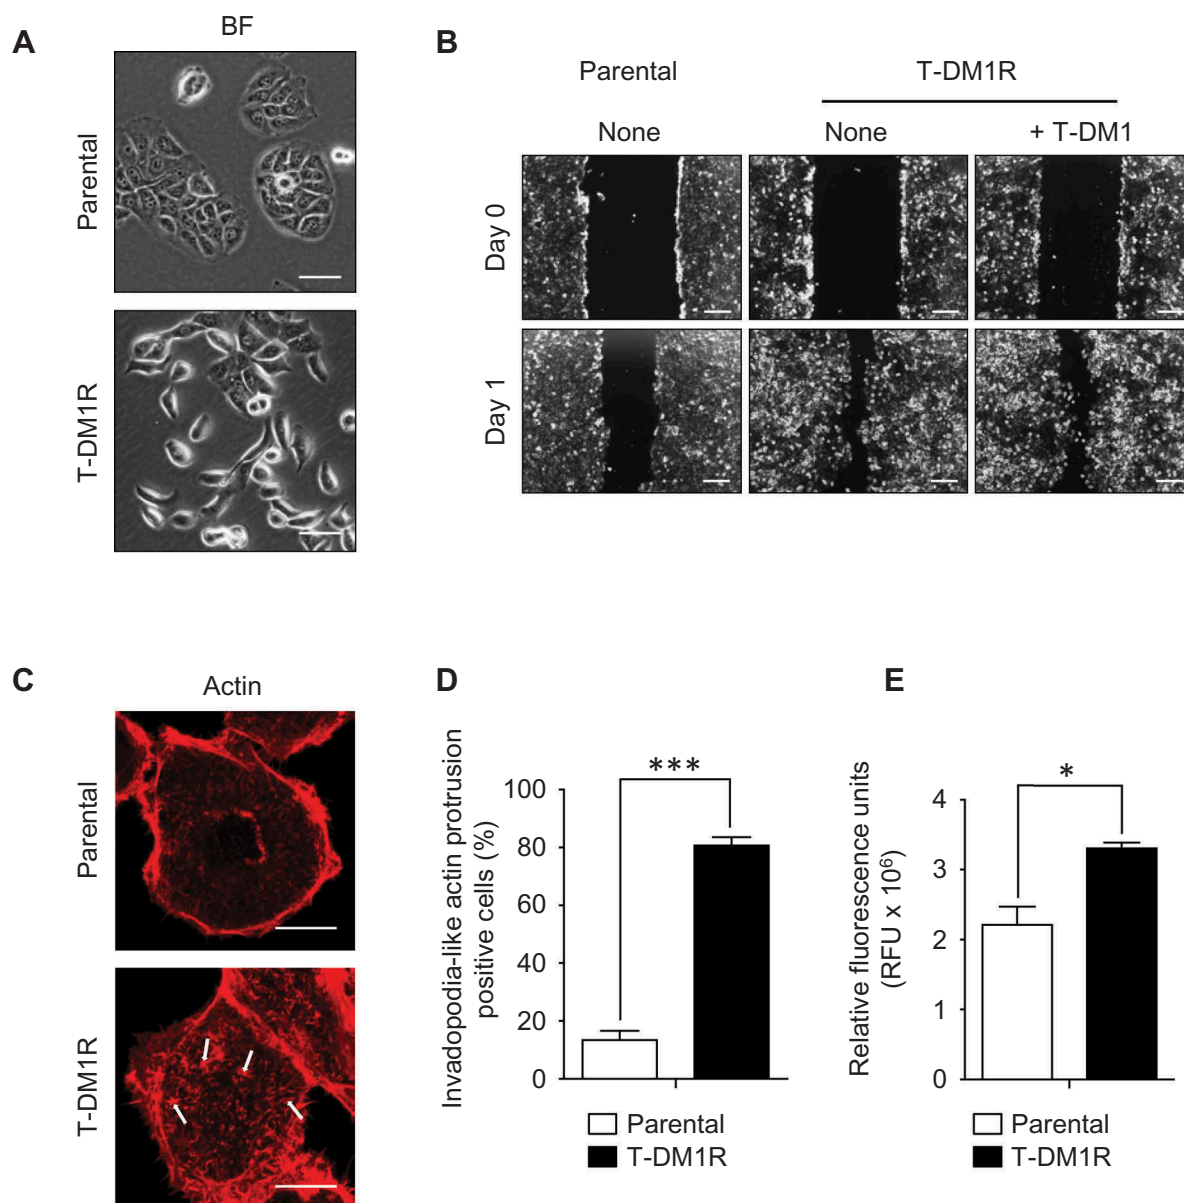 A
BF
Parental
T-DM1R
B
Parental
T-DM1R
None
None
+ T-DM1
Day 0
Day 1
C
Actin
Parental
T-DM1R
D
Invadopodia-like actin protrusion
positive cells (%)
***
100
80
60
40
20
0
Parental
T-DM1R
E
Relative fluorescence units
(RFU x 10⁶)
*
4
3
2
1
0
Parental
T-DM1R